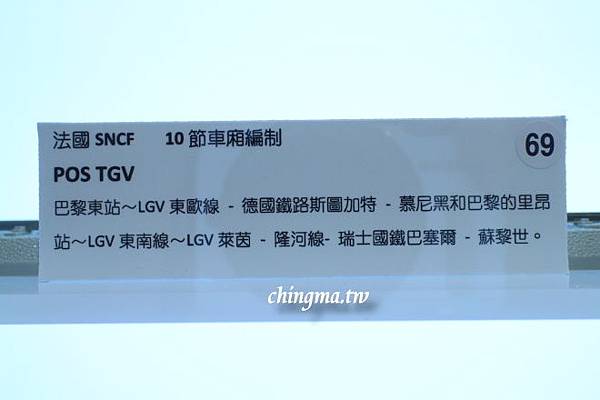 法國 SNCF 10 節車廂編制
69
POS TGV
巴黎東站～LGV 東歐線 - 德國鐵路斯圖加特 - 慕尼黑和巴黎的里昂
站～LGV 東南線～LGV 萊茵 - 隆河線- 瑞士國鐵巴塞爾 - 蘇黎世。
chingma.tw